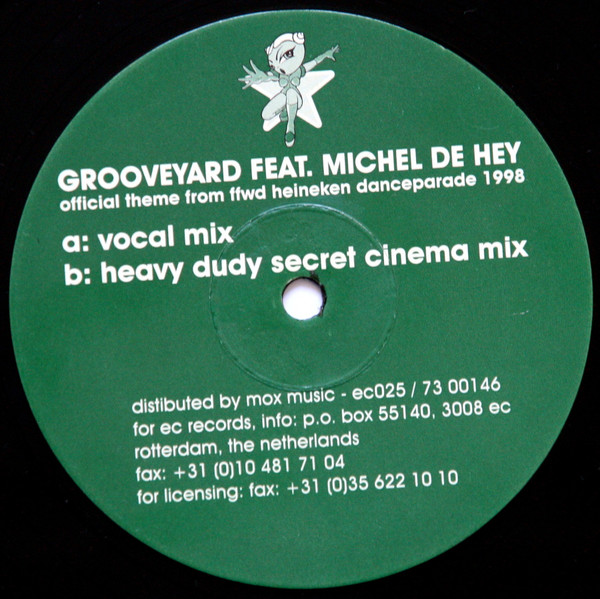 GROOVEYARD FEAT. MICHEL DE HEY
official theme from ffwd heineken danceparade 1998
a: vocal mix
b: heavy dudy secret cinema mix
distibuted by mox music - ec025 / 73 00146
for ec records, info: p.o. box 55140, 3008 ec
rotterdam, the netherlands
fax: +31 (0)10 481 71 04
for licensing: fax: +31 (0)35 622 10 10